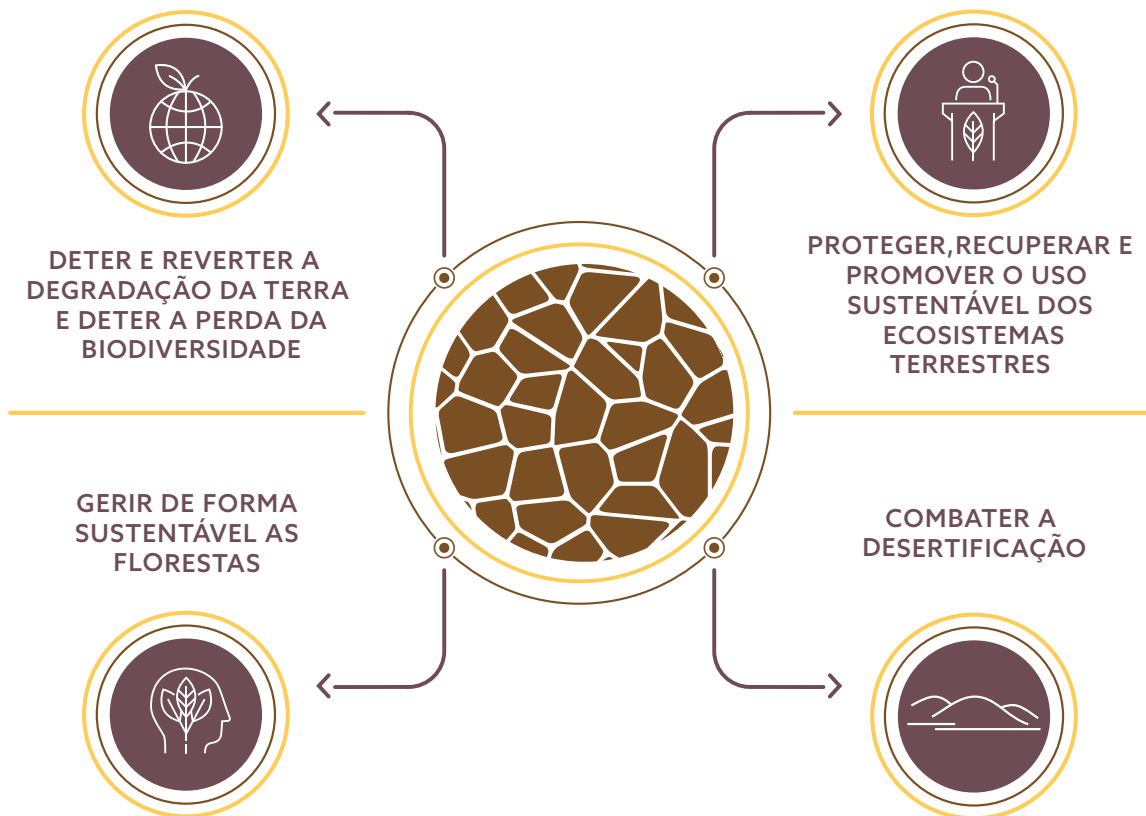 DETER E REVERTER A
DEGRADAÇÃO DA TERRA
E DETER A PERDA DA
BIODIVERSIDADE
PROTEGER,RECUPERAR E
PROMOVER O USO
SUSTENTÁVEL DOS
ECOSISTEMAS
TERRESTRES
GERIR DE FORMA
SUSTENTÁVEL AS
FLORESTAS
COMBATER A
DESERTIFICAÇÃO